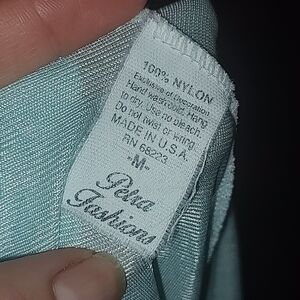 100% NYLON
Exclusive of Decoration
Hand wash cold. Hang
to dry. Use no bleach.
Do not twist or wring.
MADE IN U.S.A.
RN 68223
-M-
Petra
Fashions